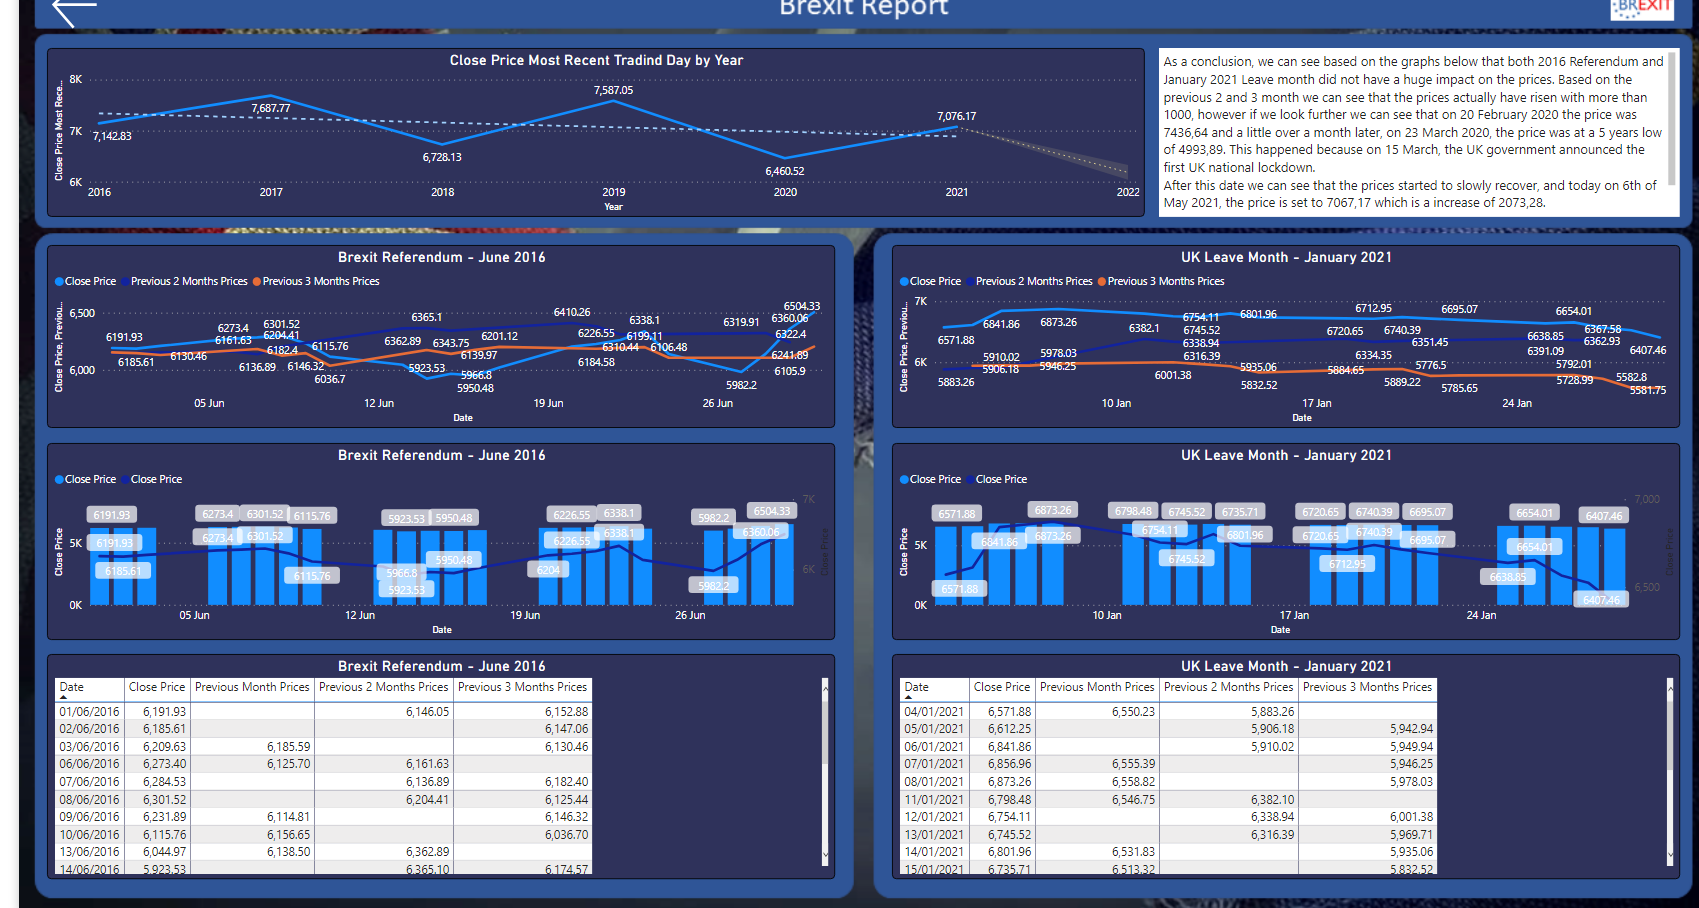 Brexit Report
BREXIT
Close Price Most Recent Tradind Day by Year
Close Price Most Rece...
8K
7K
6K
7,142.83
7,687.77
6,728.13
7,587.05
6,460.52
7,076.17
2016 2017 2018 2019 2020 2021 2022
Year
As a conclusion, we can see based on the graphs below that both 2016 Referendum and
January 2021 Leave month did not have a huge impact on the prices. Based on the
previous 2 and 3 month we can see that the prices actually have risen with more than
1000, however if we look further we can see that on 20 February 2020 the price was
7436,64 and a little over a month later, on 23 March 2020, the price was at a 5 years low
of 4993,89. This happened because on 15 March, the UK government announced the
first UK national lockdown.
After this date we can see that the prices started to slowly recover, and today on 6th of
May 2021, the price is set to 7067,17 which is a increase of 2073,28.
Brexit Referendum - June 2016
Close Price Previous 2 Months Prices Previous 3 Months Prices
Close Price, Previou...
6,500
6,000
6191.93 6273.4 6301.52 6365.1 6410.26 6338.1 6319.91 6504.33
6360.06
6161.63 6204.41 6115.76 6362.89 6343.75 6201.12 6226.55 6199.11 6322.4
6185.61 6130.46 6182.4 6139.97 6310.44 6106.48 6241.89
6136.89 6146.32 6036.7 5923.53 5966.8 6184.58 6105.9
5950.48 5982.2
05 Jun 12 Jun 19 Jun 26 Jun
Date
UK Leave Month - January 2021
Close Price Previous 2 Months Prices Previous 3 Months Prices
Close Price, Previou...
7K
6K
6841.86 6873.26 6754.11 6801.96 6712.95 6695.07 6654.01
6571.88 6382.1 6745.52 6720.65 6740.39 6638.85 6367.58
5910.02 5978.03 6338.94 6351.45 6362.93
5906.18 5946.25 6316.39 5935.06 6334.35 5776.5 6391.09 6407.46
5883.26 6001.38 5832.52 5884.65 5889.22 5785.65 5792.01 5728.99 5582.8 5581.75
10 Jan 17 Jan 24 Jan
Date
Brexit Referendum - June 2016
Close Price Close Price
Close Price
5K
0K
7K
6K
Close Price
6191.93 6273.4 6301.52 6115.76 5923.53 5950.48 6226.55 6338.1 5982.2 6504.33
6191.93 6273.4 6301.52 5950.48 6226.55 6338.1 6360.06
6185.61 6115.76 5966.8 5923.53 6204 5982.2
05 Jun 12 Jun 19 Jun 26 Jun
Date
UK Leave Month - January 2021
Close Price Close Price
Close Price
5K
0K
7,000
6,500
Close Price
6571.88 6873.26 6798.48 6745.52 6735.71 6720.65 6740.39 6695.07 6654.01 6407.46
6841.86 6873.26 6754.11 6801.96 6720.65 6740.39 6695.07 6654.01
6571.88 6745.52 6712.95 6638.85 6407.46
10 Jan 17 Jan 24 Jan
Date
Brexit Referendum - June 2016
Date Close Price Previous Month Prices Previous 2 Months Prices Previous 3 Months Prices
01/06/2016 6,191.93 6,146.05 6,152.88
02/06/2016 6,185.61 6,147.06
03/06/2016 6,209.63 6,185.59 6,130.46
06/06/2016 6,273.40 6,125.70 6,161.63
07/06/2016 6,284.53 6,136.89 6,182.40
08/06/2016 6,301.52 6,204.41 6,125.44
09/06/2016 6,231.89 6,114.81 6,146.32
10/06/2016 6,115.76 6,156.65 6,036.70
13/06/2016 6,044.97 6,138.50 6,362.89
14/06/2016 5,923.53 6,365.10 6,174.57
UK Leave Month - January 2021
Date Close Price Previous Month Prices Previous 2 Months Prices Previous 3 Months Prices
04/01/2021 6,571.88 6,550.23 5,883.26
05/01/2021 6,612.25 5,906.18 5,942.94
06/01/2021 6,841.86 5,910.02 5,949.94
07/01/2021 6,856.96 6,555.39 5,946.25
08/01/2021 6,873.26 6,558.82 5,978.03
11/01/2021 6,798.48 6,546.75 6,382.10
12/01/2021 6,754.11 6,338.94 6,001.38
13/01/2021 6,745.52 6,316.39 5,969.71
14/01/2021 6,801.96 6,531.83 5,935.06
15/01/2021 6,735.71 6,513.32 5,832.52